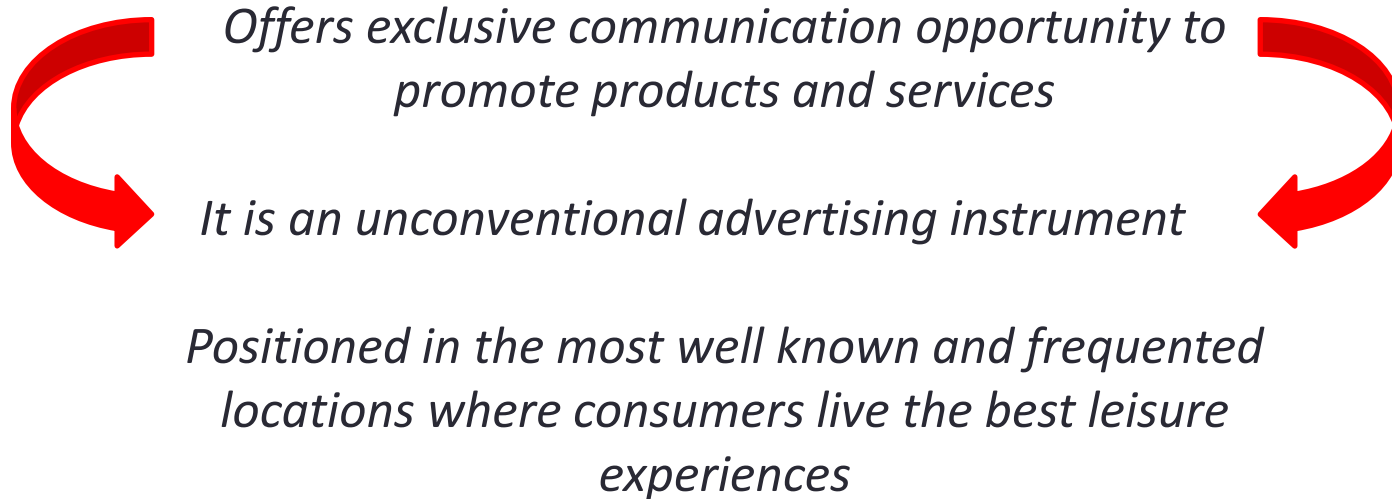 Offers exclusive communication opportunity to
promote products and services
It is an unconventional advertising instrument
Positioned in the most well known and frequented
locations where consumers live the best leisure
experiences